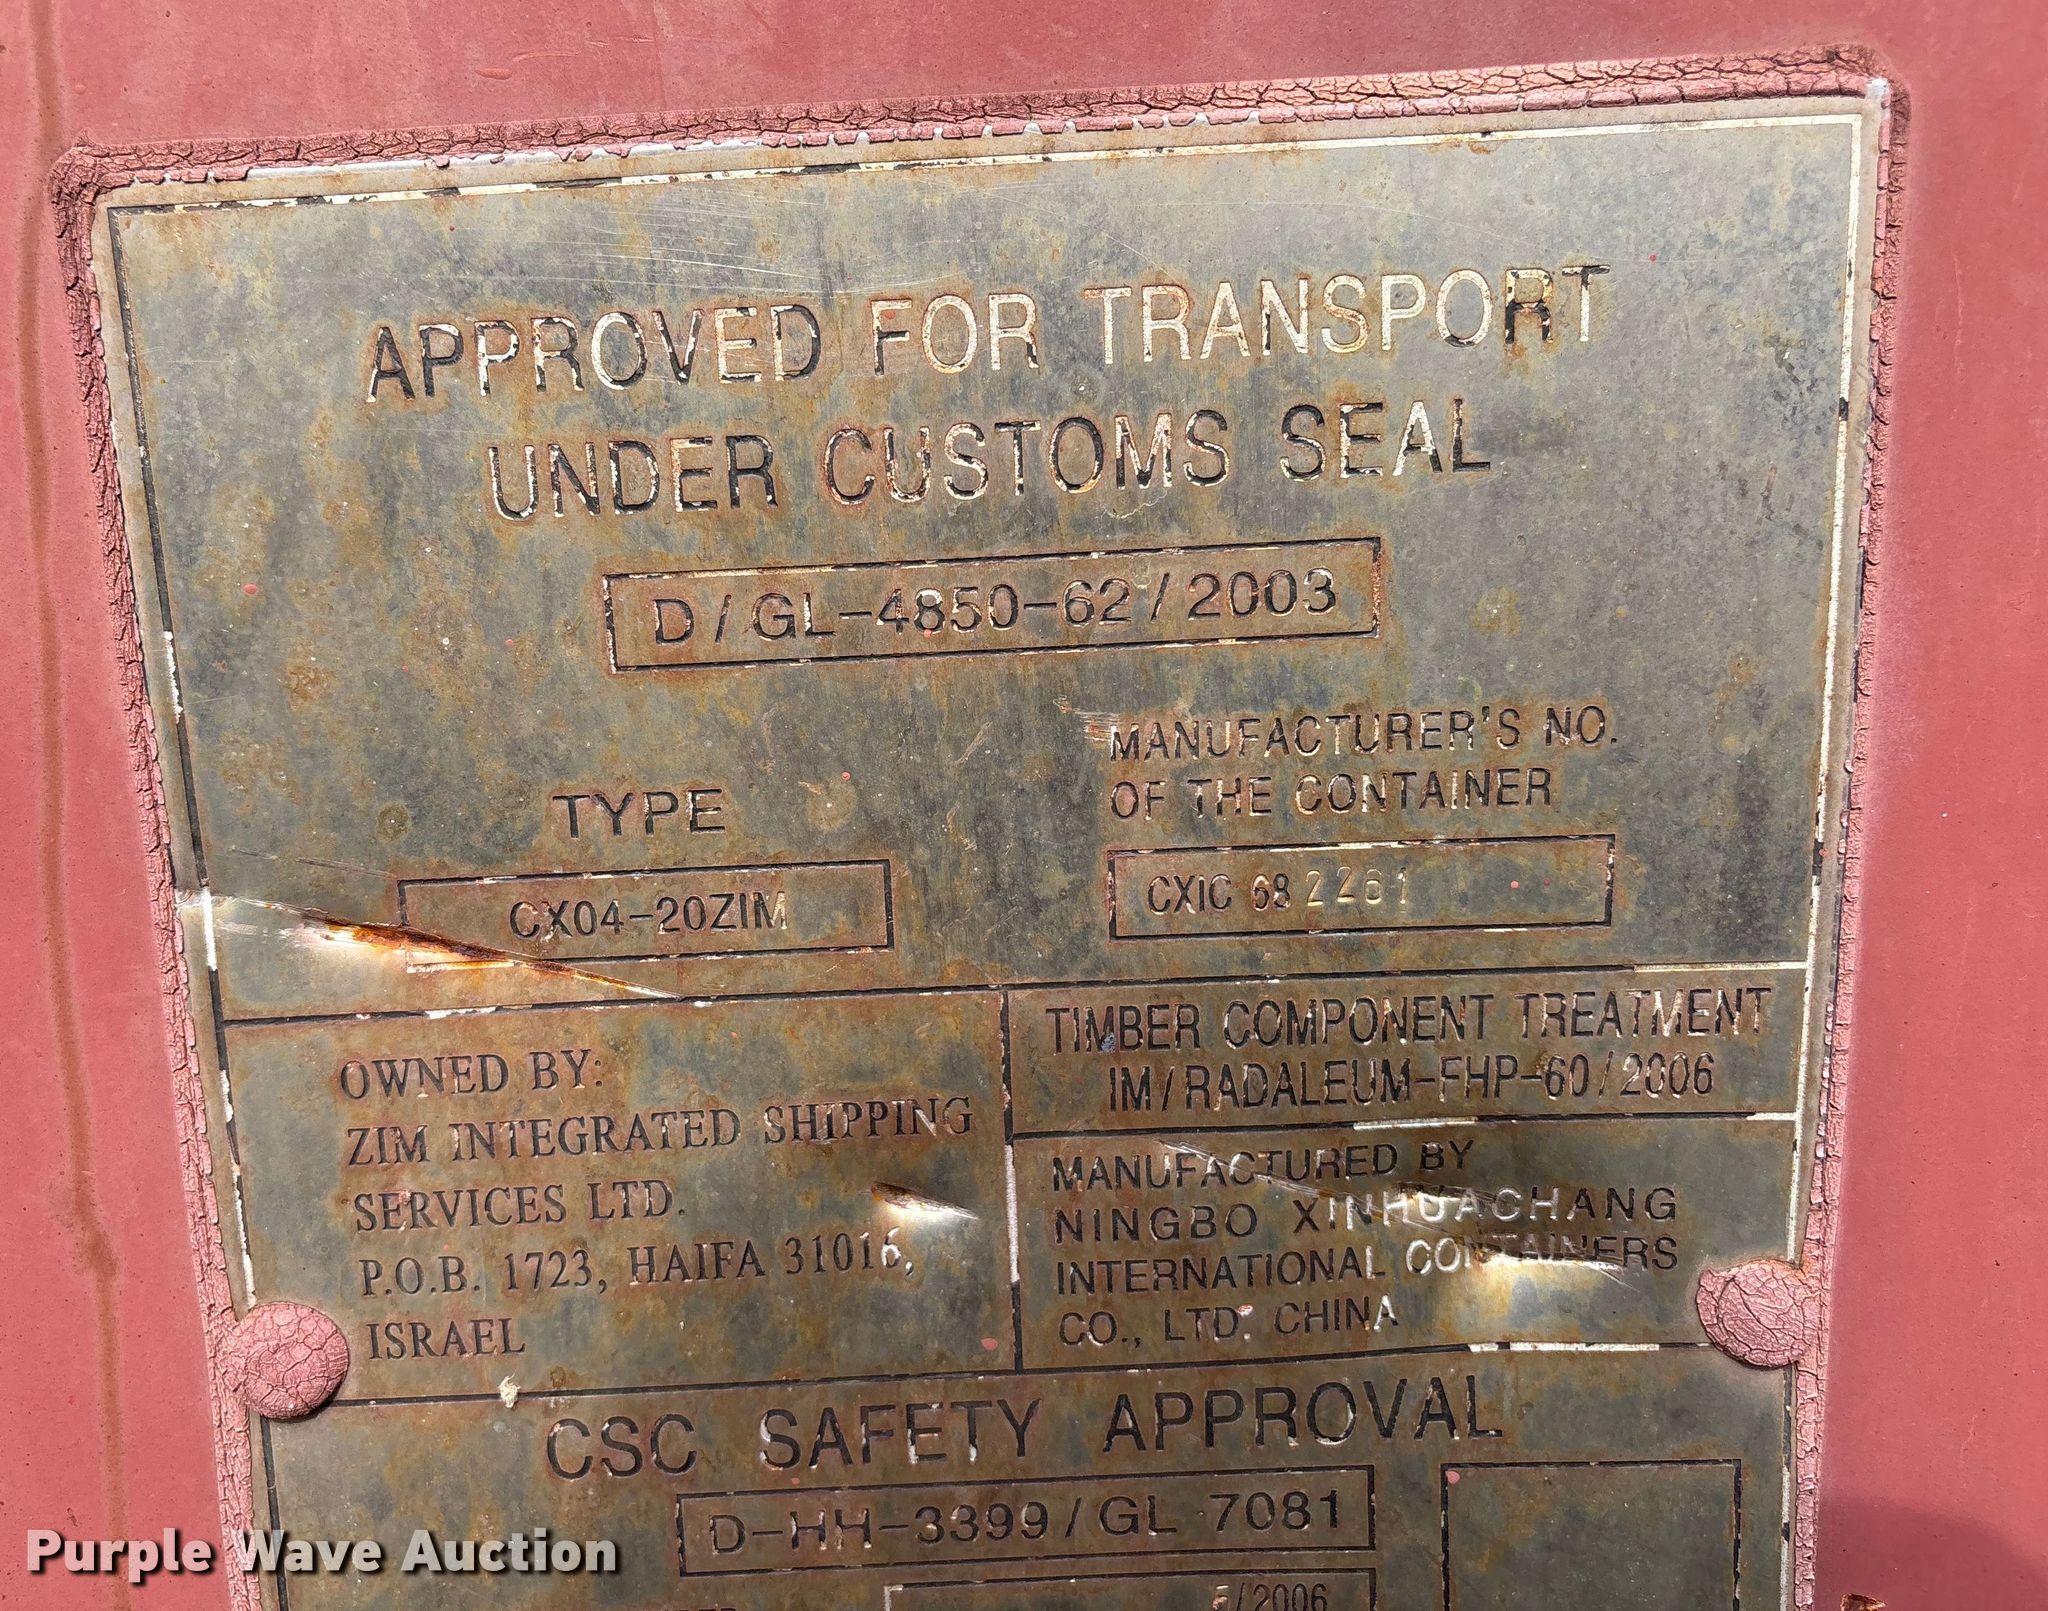 APPROVED FOR TRANSPORT
UNDER CUSTOMS SEAL
D/GL-4850-62/2003
TYPE
MANUFACTURER'S NO.
OF THE CONTAINER
CX04-20ZIM
CXIC 68 2261
OWNED BY:
ZIM INTEGRATED SHIPPING
SERVICES LTD.
P.O.B. 1723, HAIFA 31016,
ISRAEL
TIMBER COMPONENT TREATMENT
IM/RADALEUM-FHP-60/2006
MANUFACTURED BY
NINGBO XINHUACHANG
INTERNATIONAL CONTAINERS
CO., LTD. CHINA
CSC SAFETY APPROVAL
D-HH-3399/GL 7081
/2006
Purple Wave Auction